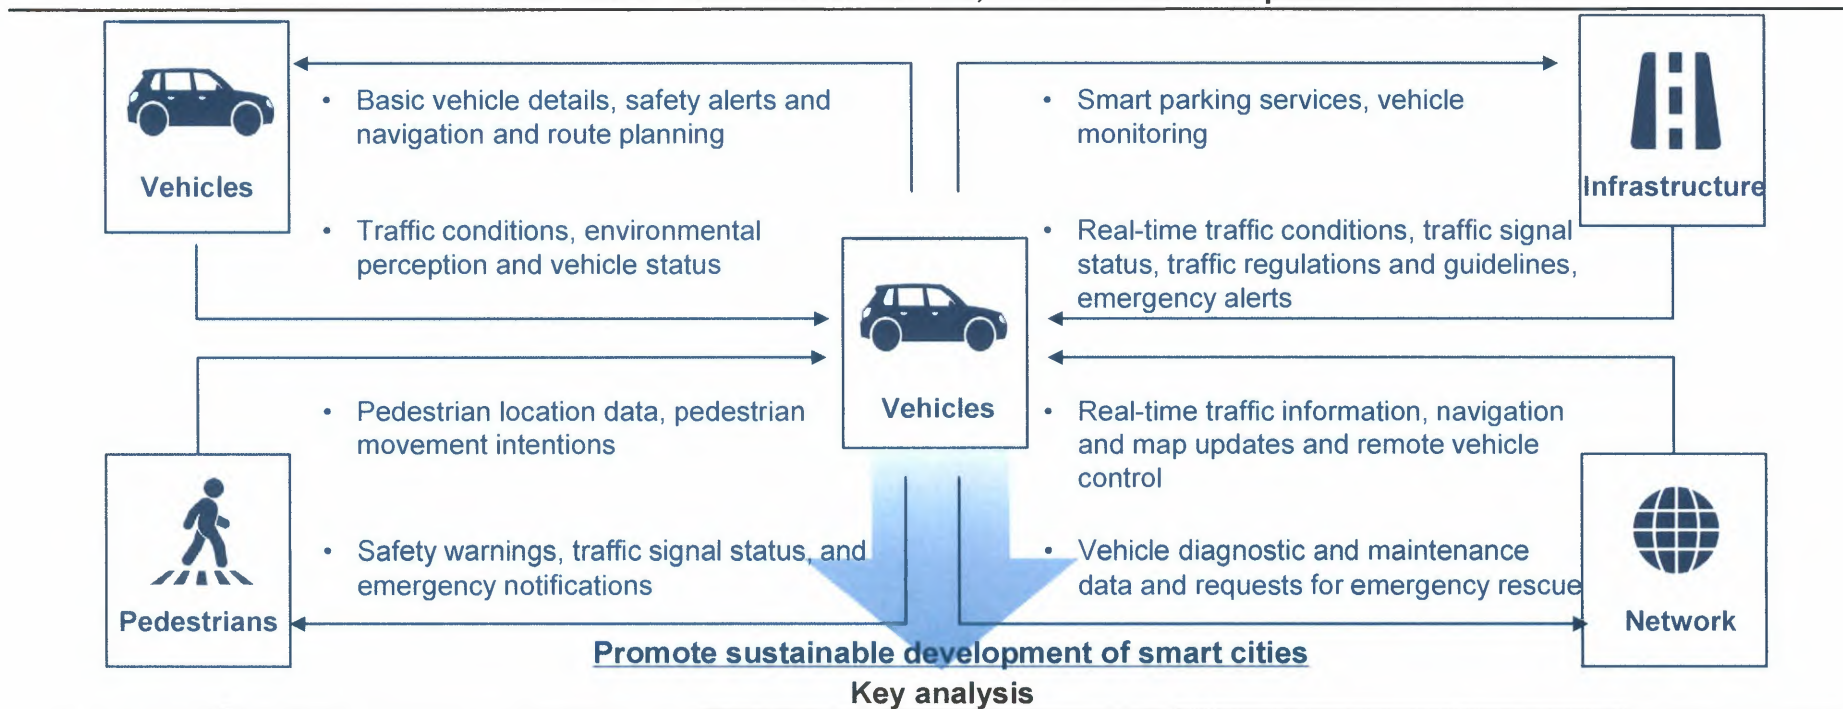 • Basic vehicle details, safety alerts and
navigation and route planning
• Smart parking services, vehicle
monitoring
Vehicles
Infrastructure
• Traffic conditions, environmental
perception and vehicle status
• Real-time traffic conditions, traffic signal
status, traffic regulations and guidelines,
emergency alerts
Vehicles
• Pedestrian location data, pedestrian
movement intentions
• Real-time traffic information, navigation
and map updates and remote vehicle
control
• Safety warnings, traffic signal status, and
emergency notifications
• Vehicle diagnostic and maintenance
data and requests for emergency rescue
Pedestrians
Network
Promote sustainable development of smart cities
Key analysis